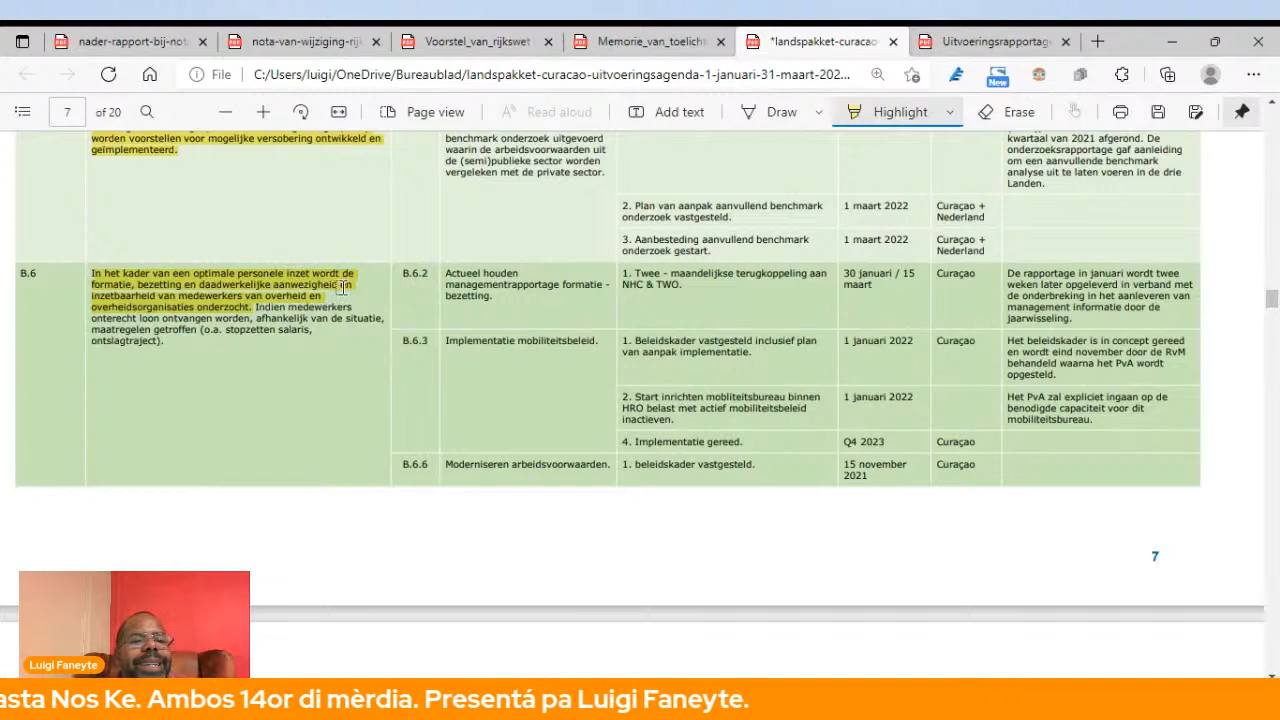 nader-rapport-bij-not
nota-van-wijziging-rij
Voorstel_van_rijkswet
Memorie_van_toelicht
*landspakket-curacao-
Uitvoeringsrapportage
File
C:/Users/luigi/OneDrive/Bureaublad/landspakket-curacao-uitvoeringsagenda-1-januari-31-maart-202...
New
7
of 20
Page view
Read aloud
Add text
Draw
Highlight
Erase
worden voorstellen voor mogelijke versobering ontwikkeld en
geïmplementeerd.
benchmark onderzoek uitgevoerd
waarin de arbeidsvoorwaarden uit
de (semi)publieke sector worden
vergeleken met de private sector.
kwartaal van 2021 afgerond. De
onderzoeksrapportage gaf aanleiding
om een aanvullende benchmark
analyse uit te laten voeren in de drie
Landen.
2. Plan van aanpak aanvullend benchmark
onderzoek vastgesteld.
1 maart 2022
Curaçao +
Nederland
3. Aanbesteding aanvullend benchmark
onderzoek gestart.
1 maart 2022
Curaçao +
Nederland
B.6
In het kader van een optimale personele inzet wordt de
formatie, bezetting en daadwerkelijke aanwezigheid en
inzetbaarheid van medewerkers van overheid en
overheidsorganisaties onderzocht. Indien medewerkers
onterecht loon ontvangen worden, afhankelijk van de situatie,
maatregelen getroffen (o.a. stopzetten salaris,
ontslagtraject).
B.6.2
Actueel houden
managementrapportage formatie -
bezetting.
1. Twee - maandelijkse terugkoppeling aan
NHC & TWO.
30 januari / 15
maart
Curaçao
De rapportage in januari wordt twee
weken later opgeleverd in verband met
de onderbreking in het aanleveren van
management informatie door de
jaarwisseling.
B.6.3
Implementatie mobiliteitsbeleid.
1. Beleidskader vastgesteld inclusief plan
van aanpak implementatie.
1 januari 2022
Curaçao
Het beleidskader is in concept gereed
en wordt eind november door de RvM
behandeld waarna het PvA wordt
opgesteld.
2. Start inrichten mobliteitsbureau binnen
HRO belast met actief mobiliteitsbeleid
inactieven.
1 januari 2022
Het PvA zal expliciet ingaan op de
benodigde capaciteit voor dit
mobiliteitsbureau.
4. Implementatie gereed.
Q4 2023
Curaçao
B.6.6
Moderniseren arbeidsvoorwaarden.
1. beleidskader vastgesteld.
15 november
2021
Curaçao
7
Luigi Faneyte
asta Nos Ke. Ambos 14or di mèrdia. Presentá pa Luigi Faneyte.